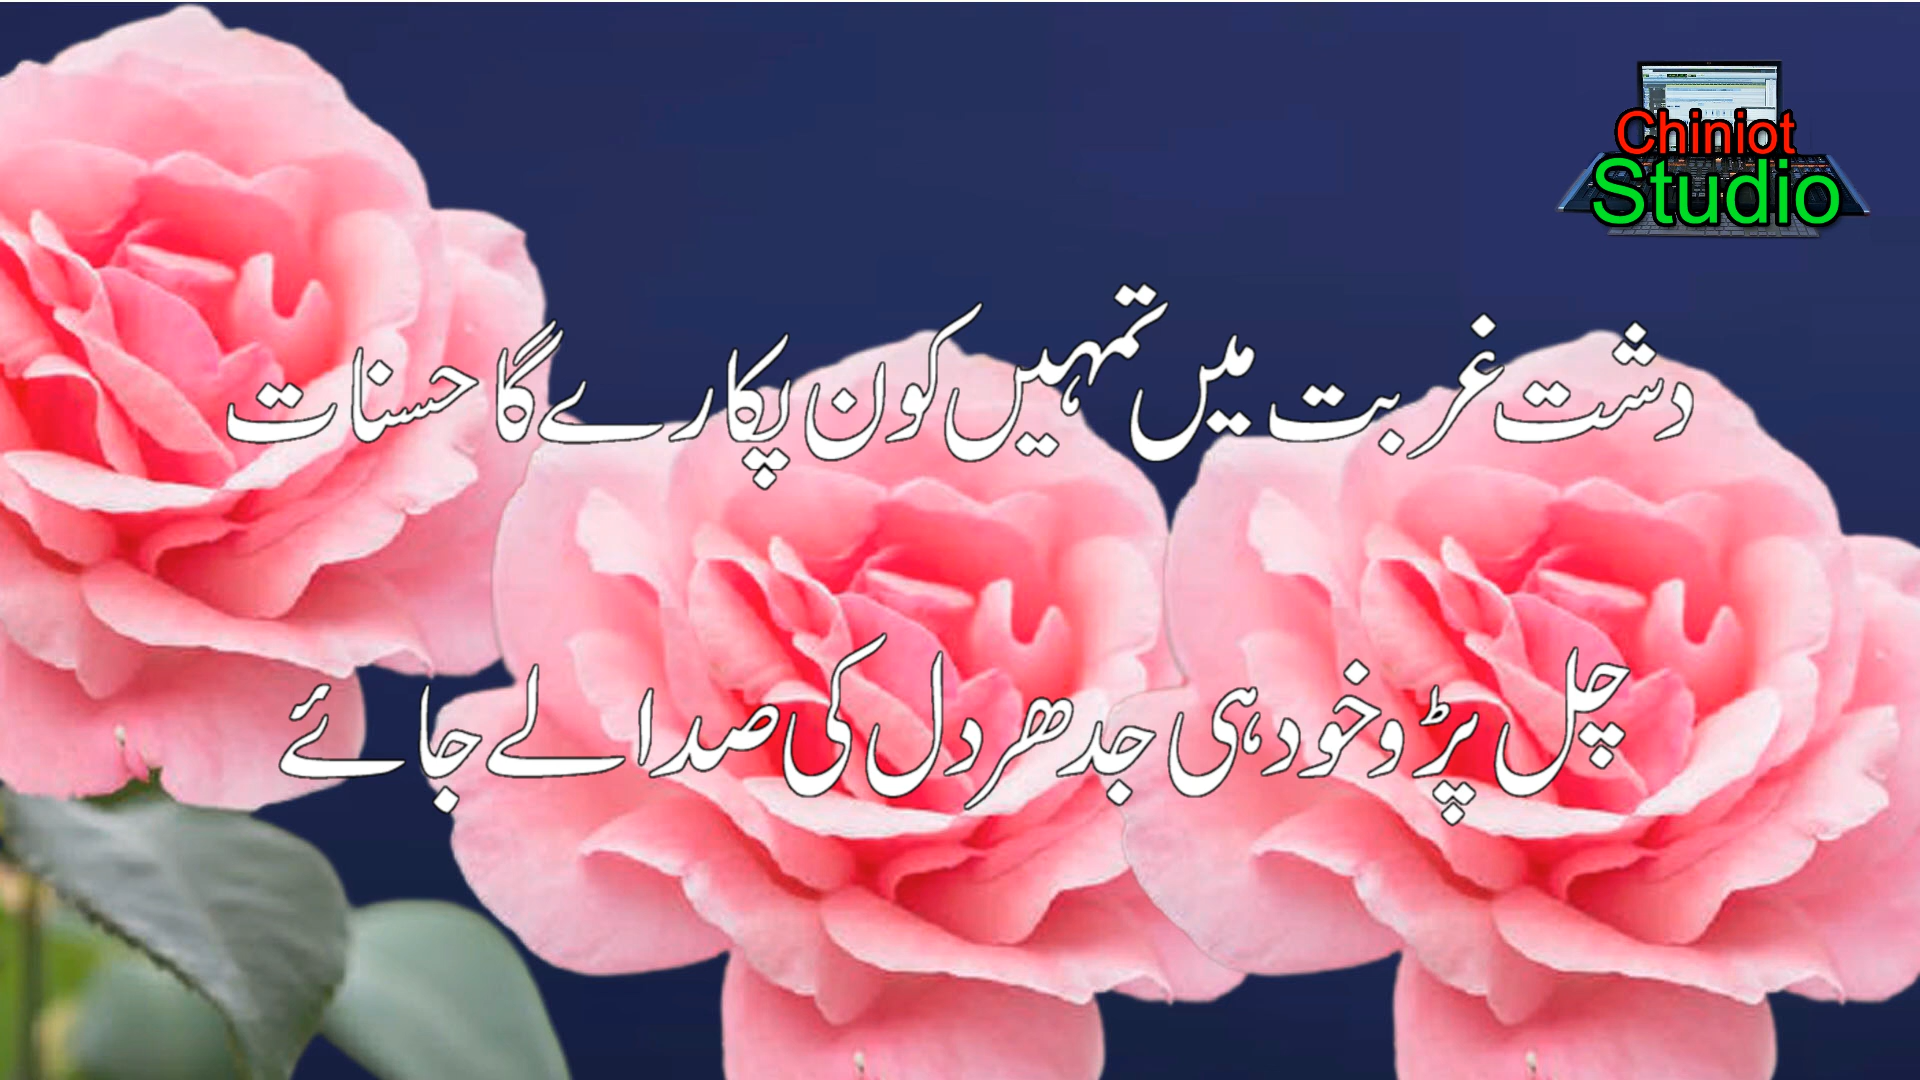 Chiniot
Studio
دشت غربت میں تمہیں کون پکارے گا حسنات
چل پڑو خود ہی جدھر دل کی صدا لے جائے